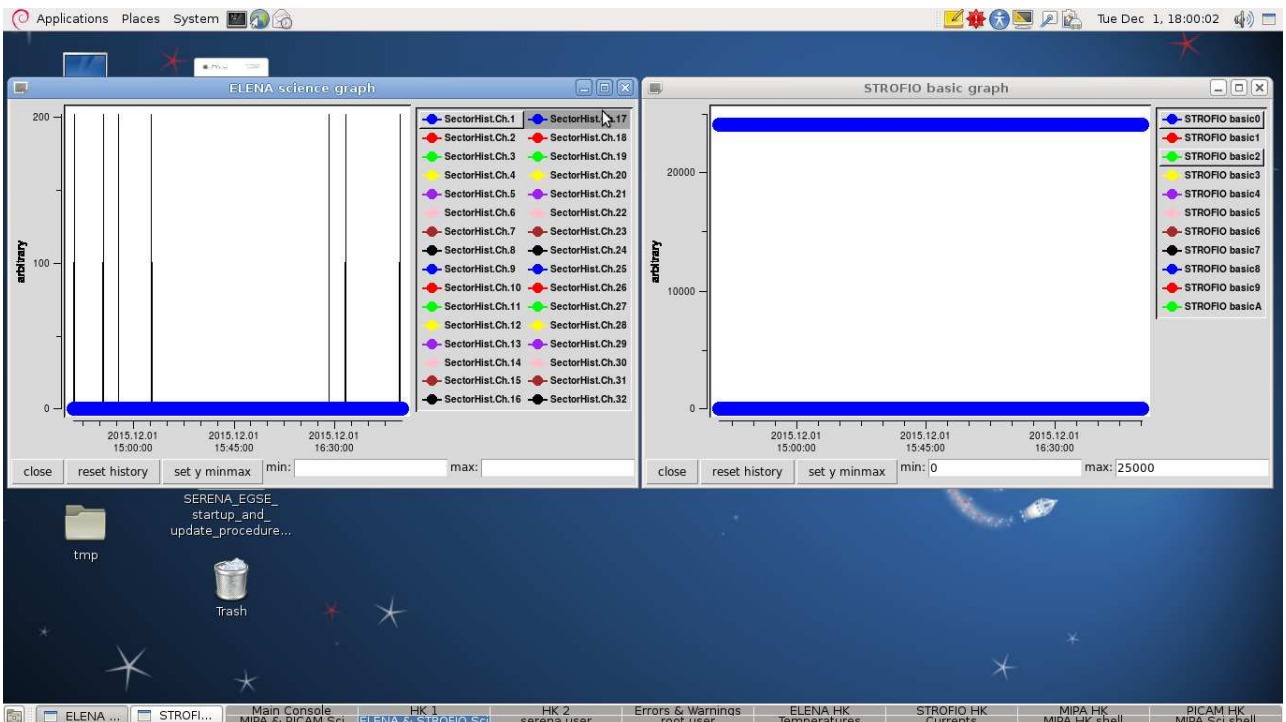 Applications Places System Tue Dec 1, 18:00:02
ELENA science graph
200
100
0
arbitrary
2015.12.01 2015.12.01 2015.12.01
15:00:00 15:45:00 16:30:00
SectorHist.Ch.1 SectorHist.Ch.17
SectorHist.Ch.2 SectorHist.Ch.18
SectorHist.Ch.3 SectorHist.Ch.19
SectorHist.Ch.4 SectorHist.Ch.20
SectorHist.Ch.5 SectorHist.Ch.21
SectorHist.Ch.6 SectorHist.Ch.22
SectorHist.Ch.7 SectorHist.Ch.23
SectorHist.Ch.8 SectorHist.Ch.24
SectorHist.Ch.9 SectorHist.Ch.25
SectorHist.Ch.10 SectorHist.Ch.26
SectorHist.Ch.11 SectorHist.Ch.27
SectorHist.Ch.12 SectorHist.Ch.28
SectorHist.Ch.13 SectorHist.Ch.29
SectorHist.Ch.14 SectorHist.Ch.30
SectorHist.Ch.15 SectorHist.Ch.31
SectorHist.Ch.16 SectorHist.Ch.32
close reset history set y minmax min: max:
STROFIO basic graph
20000
10000
0
arbitrary
2015.12.01 2015.12.01 2015.12.01
15:00:00 15:45:00 16:30:00
STROFIO basic0
STROFIO basic1
STROFIO basic2
STROFIO basic3
STROFIO basic4
STROFIO basic5
STROFIO basic6
STROFIO basic7
STROFIO basic8
STROFIO basic9
STROFIO basicA
close reset history set y minmax min: 0 max: 25000
SERENA_EGSE_
startup_and_
update_procedure...
tmp
Trash
ELENA ... STROFI...
Main Console HK 1 HK 2 Errors & Warnings ELENA HK STROFIO HK MIPA HK PICAM HK
MIPA & PICAM Sci ELENA & STROFIO Sci serena user root user Temperatures Currents MIPA HK shell MIPA Sci shell